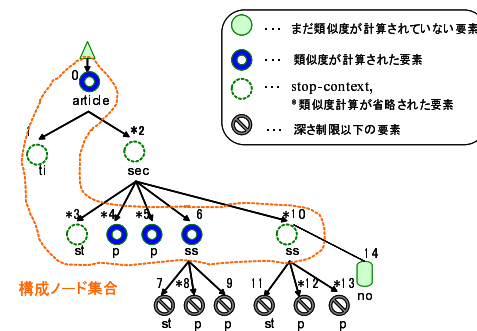 … まだ類似度が計算されていない要素
… 類似度が計算された要素
… stop-context,
*類似度計算が省略された要素
… 深さ制限以下の要素
0
article
1
*2
ti
sec
*3 *4 *5 6 *10
st p p ss ss
14
no
構成ノード集合
7 *8 9 11 *12 *13
st p p st p p